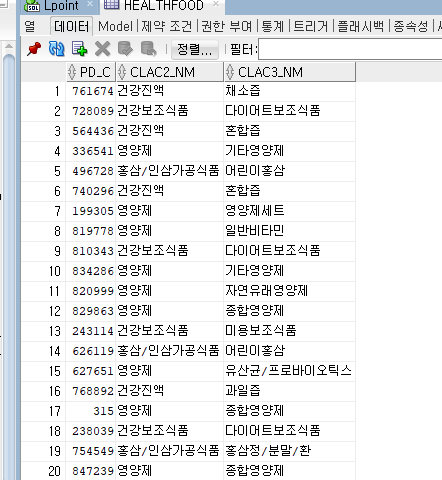 Lpoint HEALTHFOOD
열 데이터 Model 제약 조건 권한 부여 통계 트리거 플래시백 종속성
정렬... 필터:
PD_C CLAC2_NM CLAC3_NM
1 761674 건강진액 채소즙
2 728089 건강보조식품 다이어트보조식품
3 564436 건강진액 혼합즙
4 336541 영양제 기타영양제
5 496728 홍삼/인삼가공식품 어린이홍삼
6 740296 건강진액 혼합즙
7 199305 영양제 영양제세트
8 819778 영양제 일반비타민
9 810343 건강보조식품 다이어트보조식품
10 834286 영양제 기타영양제
11 820999 영양제 자연유래영양제
12 829863 영양제 종합영양제
13 243114 건강보조식품 미용보조식품
14 626119 홍삼/인삼가공식품 어린이홍삼
15 627651 영양제 유산균/프로바이오틱스
16 768892 건강진액 과일즙
17 315 영양제 종합영양제
18 238039 건강보조식품 다이어트보조식품
19 754549 홍삼/인삼가공식품 홍삼정/분말/환
20 847239 영양제 종합영양제